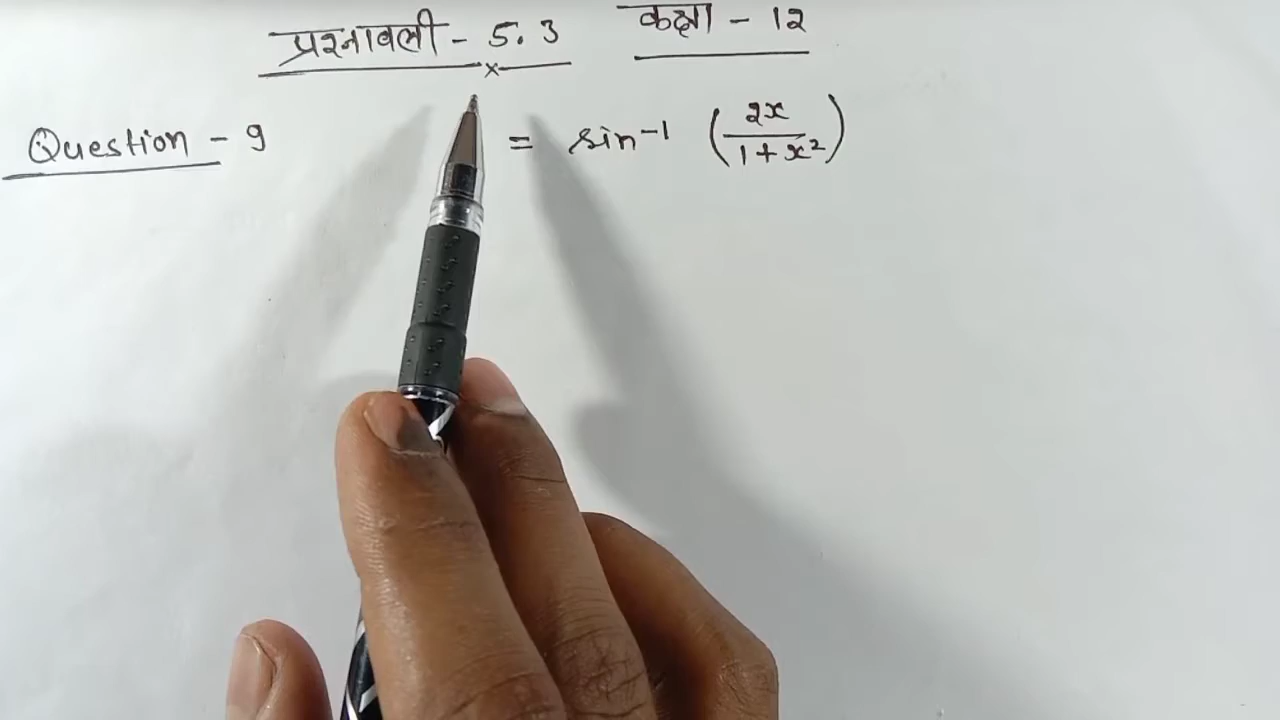 प्रश्नावली - 5.3 कक्षा - 12
Question - 9 = sin⁻¹ (2x/1+x²)